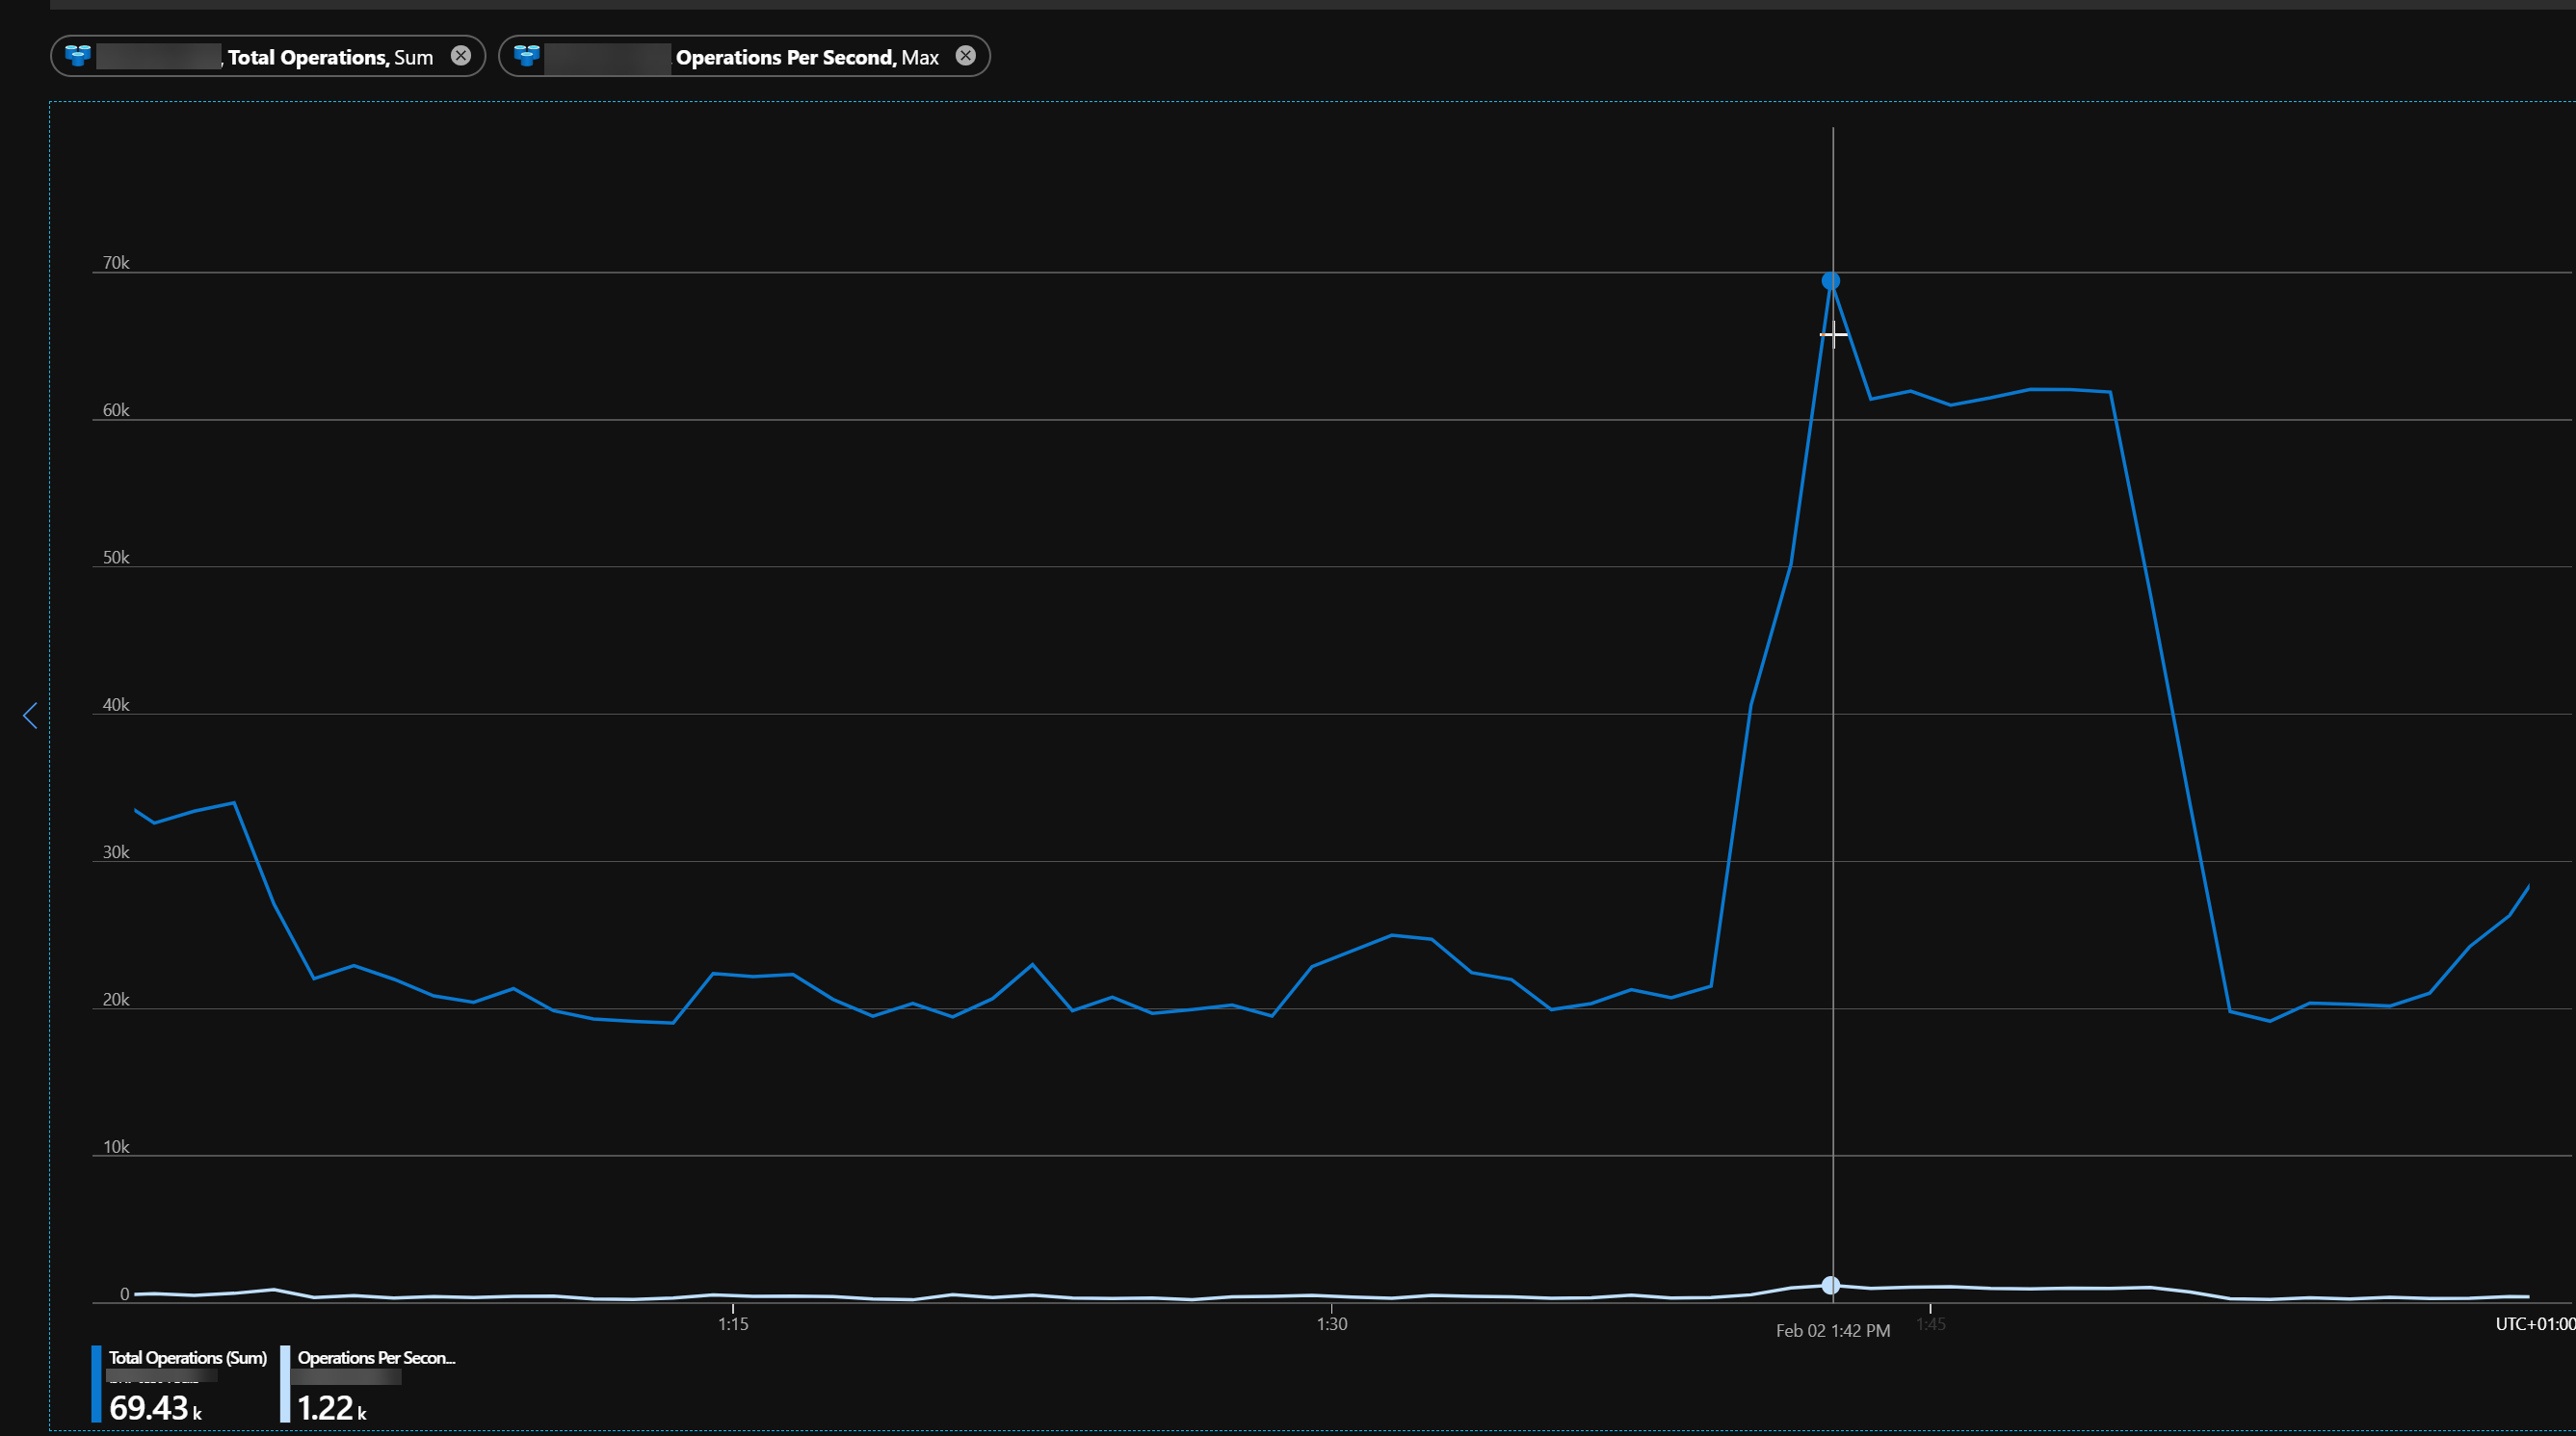 , Total Operations, Sum
Operations Per Second, Max
70k
60k
50k
40k
30k
20k
10k
0
1:15
1:30
Feb 02 1:42 PM
1:45
UTC+01:00
Total Operations (Sum)
69.43 k
Operations Per Secon...
1.22 k